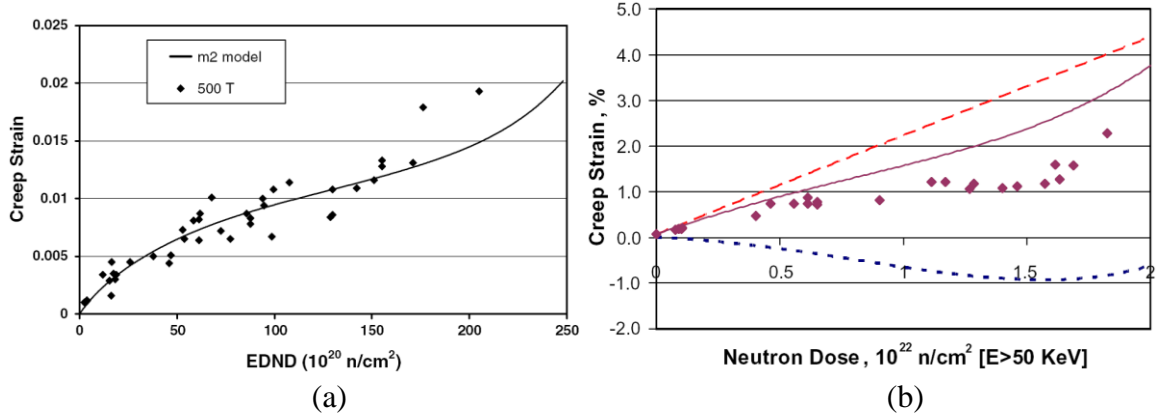 0.025
0.02
0.015
0.01
0.005
0
Creep Strain
m2 model
500 T
0 50 100 150 200 250
EDND (10²⁰ n/cm²)
(a)
5.0
4.0
3.0
2.0
1.0
0.0
-1.0
-2.0
Creep Strain, %
0 0.5 1 1.5 2
Neutron Dose, 10²² n/cm² [E>50 KeV]
(b)